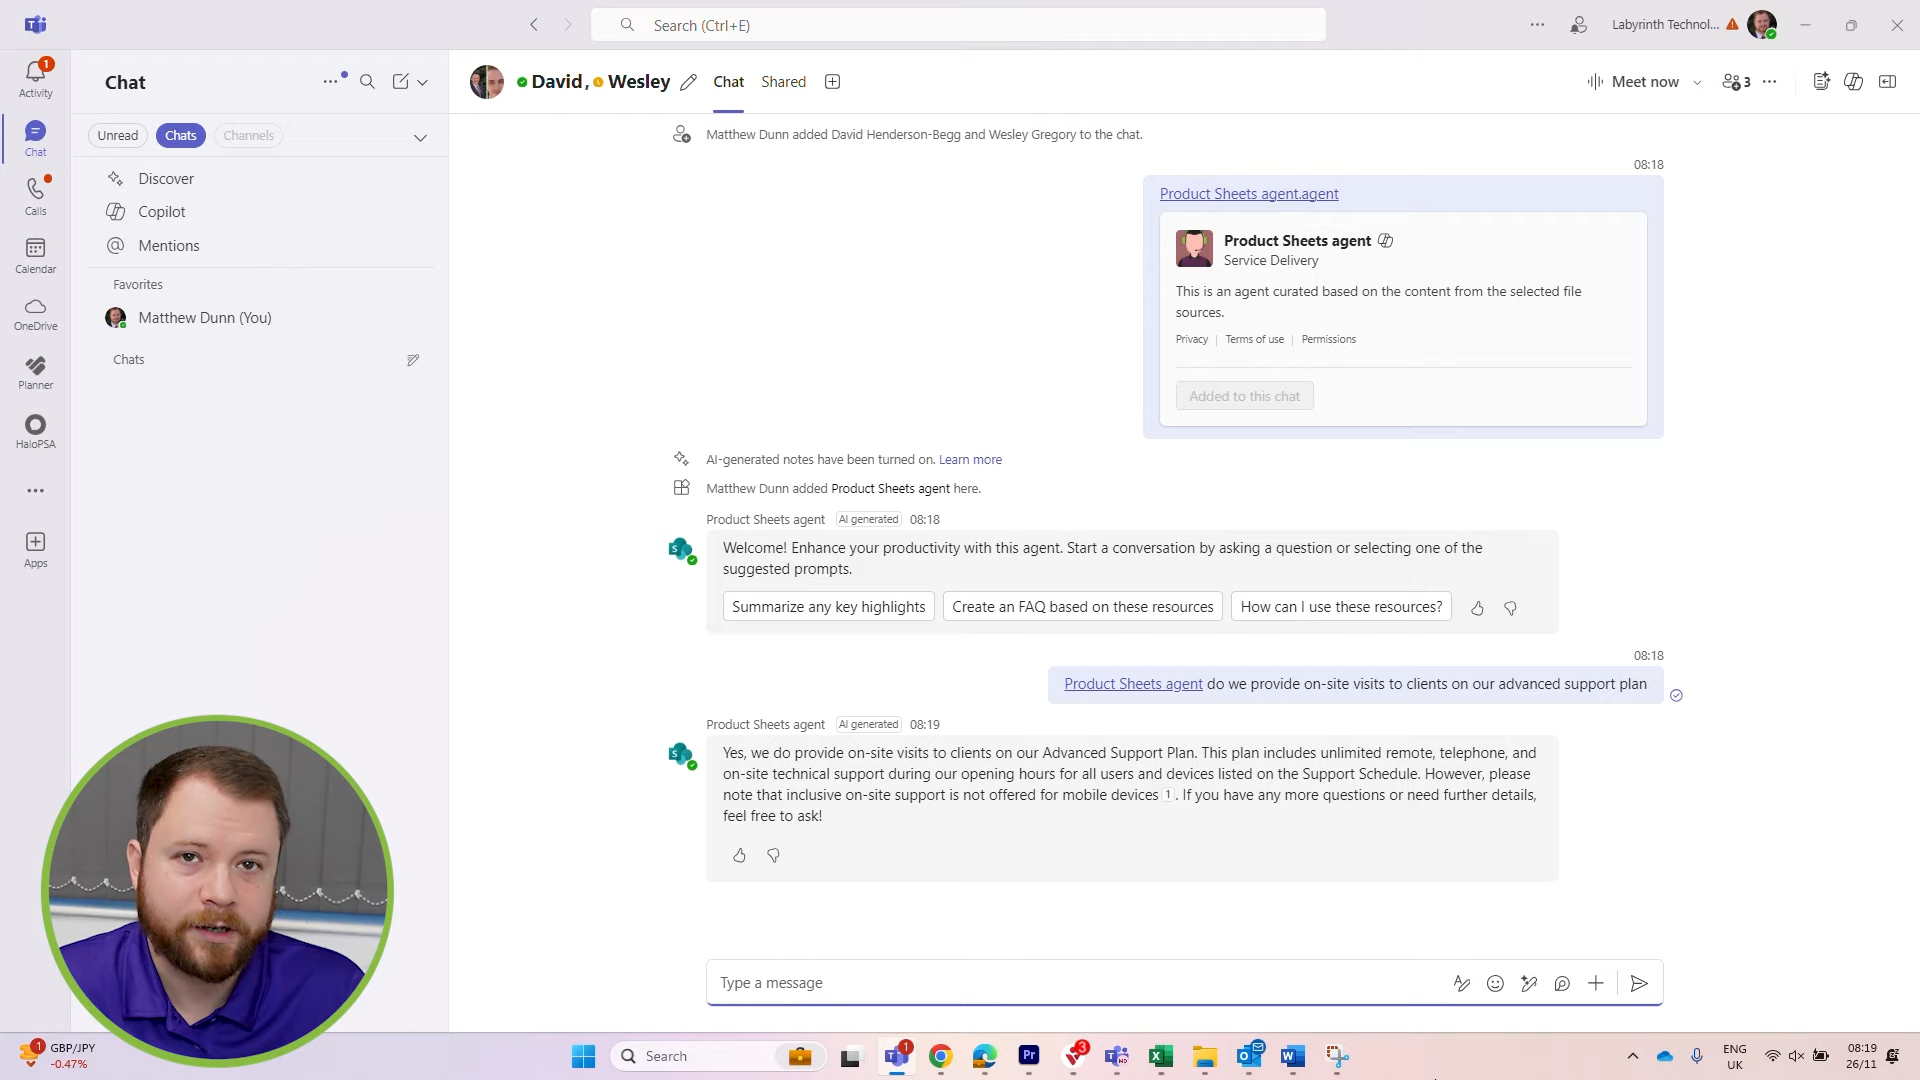 Search (Ctrl+E)
Labyrinth Technol...
1
Activity
Chat
Calls
Calendar
OneDrive
Planner
HaloPSA
Apps
Chat
Unread
Chats
Channels
Discover
Copilot
Mentions
Favorites
Matthew Dunn (You)
Chats
David, Wesley
Chat
Shared
Meet now
3
Matthew Dunn added David Henderson-Begg and Wesley Gregory to the chat.
08:18
Product Sheets agent.agent
Product Sheets agent
Service Delivery
This is an agent curated based on the content from the selected file
sources.
Privacy | Terms of use | Permissions
Added to this chat
AI-generated notes have been turned on. Learn more
Matthew Dunn added Product Sheets agent here.
Product Sheets agent AI generated 08:18
Welcome! Enhance your productivity with this agent. Start a conversation by asking a question or selecting one of the
suggested prompts.
Summarize any key highlights
Create an FAQ based on these resources
How can I use these resources?
08:18
Product Sheets agent do we provide on-site visits to clients on our advanced support plan
Product Sheets agent AI generated 08:19
Yes, we do provide on-site visits to clients on our Advanced Support Plan. This plan includes unlimited remote, telephone, and
on-site technical support during our opening hours for all users and devices listed on the Support Schedule. However, please
note that inclusive on-site support is not offered for mobile devices 1 . If you have any more questions or need further details,
feel free to ask!
Type a message
1
GBP/JPY
-0.47%
Search
1
Pr
3
ENG
UK
08:19
26/11